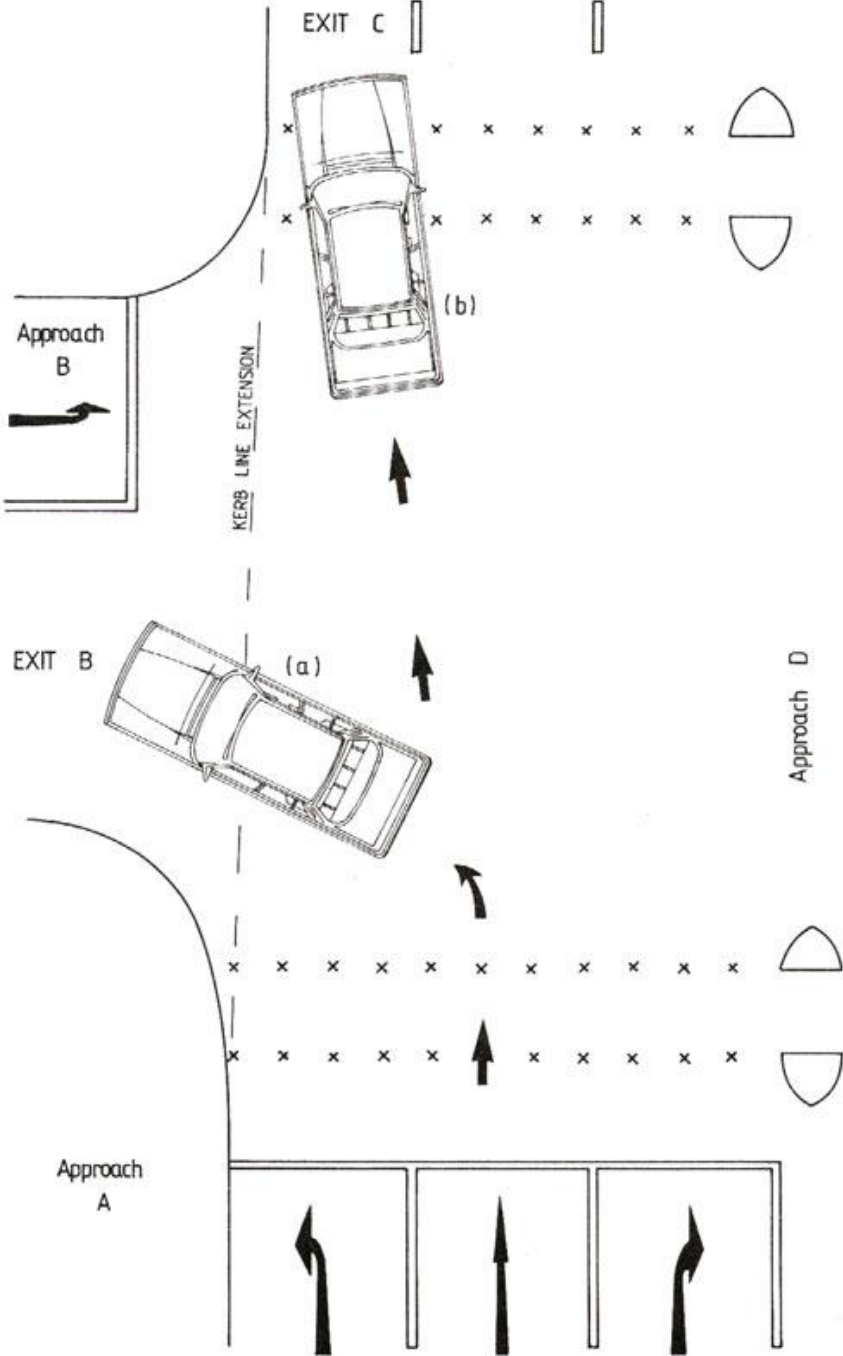 EXIT C
Approach
B
(b)
KERB LINE EXTENSION
EXIT B
(a)
Approach D
Approach
A